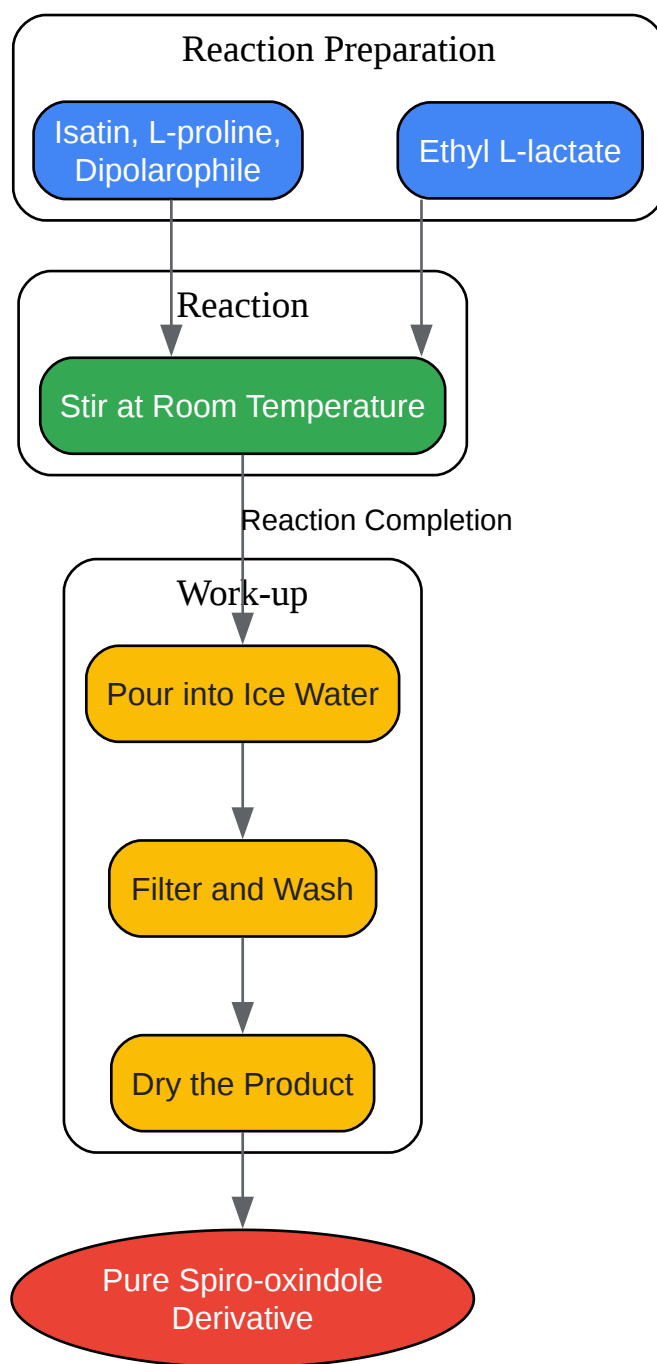 Reaction Preparation
Isatin, L-proline,
Dipolarophile
Ethyl L-lactate
Reaction
Stir at Room Temperature
Reaction Completion
Work-up
Pour into Ice Water
Filter and Wash
Dry the Product
Pure Spiro-oxindole
Derivative